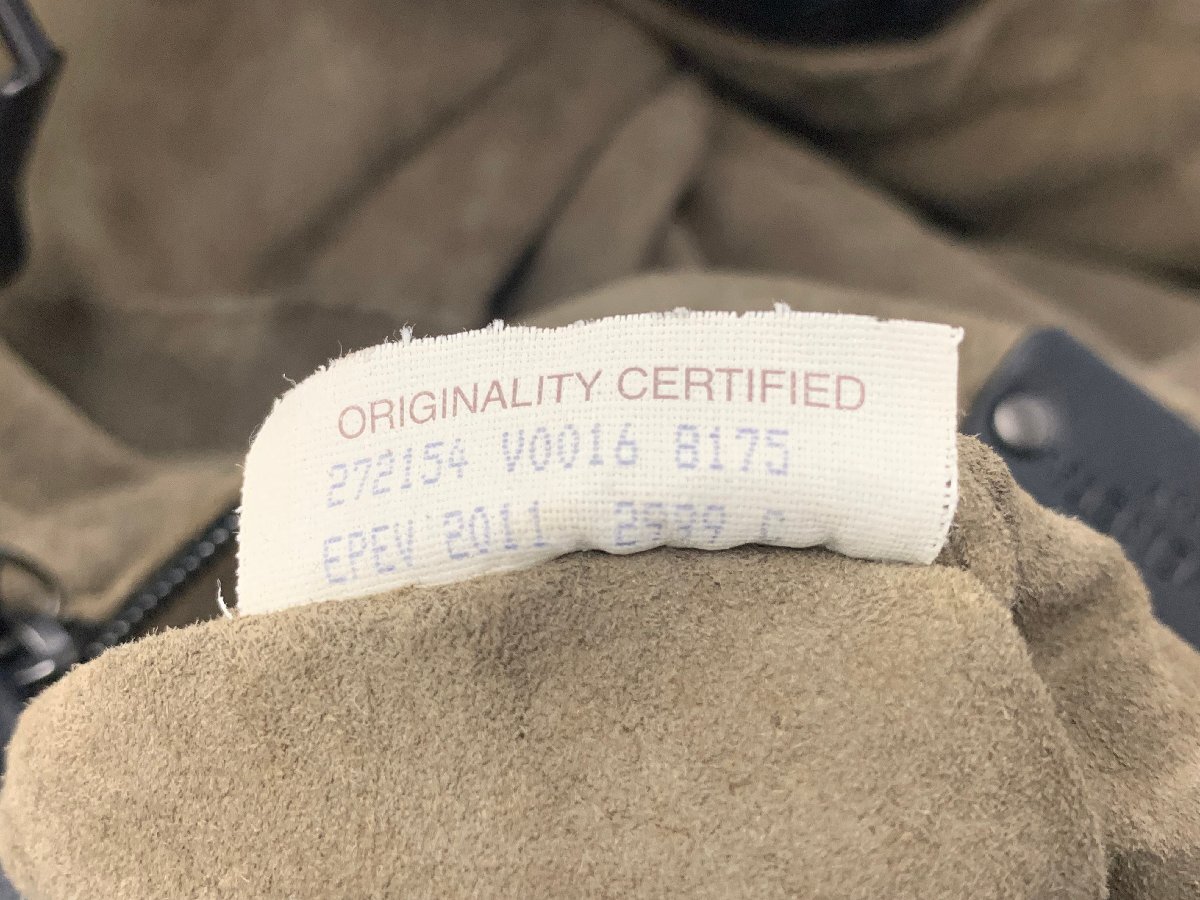 ORIGINALITY CERTIFIED
272154 V0016 8175
EPEV 2011